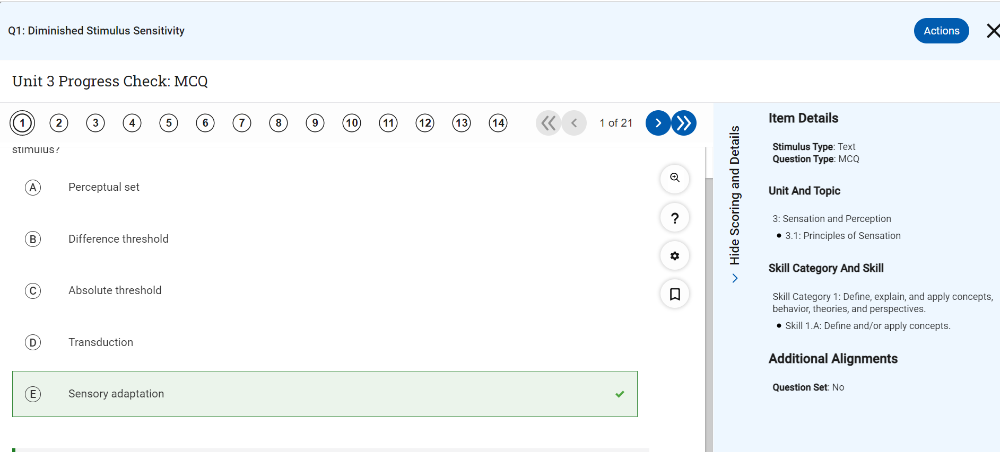 Q1: Diminished Stimulus Sensitivity
Actions
Unit 3 Progress Check: MCQ
1 2 3 4 5 6 7 8 9 10 11 12 13 14
1 of 21
stimulus?
A Perceptual set
B Difference threshold
C Absolute threshold
D Transduction
E Sensory adaptation
?
Hide Scoring and Details
Item Details
Stimulus Type: Text
Question Type: MCQ
Unit And Topic
3: Sensation and Perception
• 3.1: Principles of Sensation
Skill Category And Skill
Skill Category 1: Define, explain, and apply concepts,
behavior, theories, and perspectives.
• Skill 1.A: Define and/or apply concepts.
Additional Alignments
Question Set: No